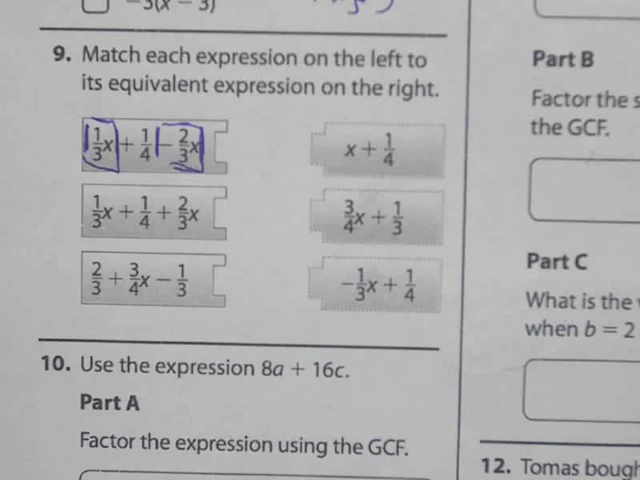 -3(x - 3)
9. Match each expression on the left to
its equivalent expression on the right.
1/3x + 1/4 - 2/3x
x + 1/4
1/3x + 1/4 + 2/3x
3/4x + 1/3
2/3 + 3/4x - 1/3
-1/3x + 1/4
10. Use the expression 8a + 16c.
Part A
Factor the expression using the GCF.
Part B
Factor the
the GCF.
Part C
What is the
when b = 2
12. Tomas